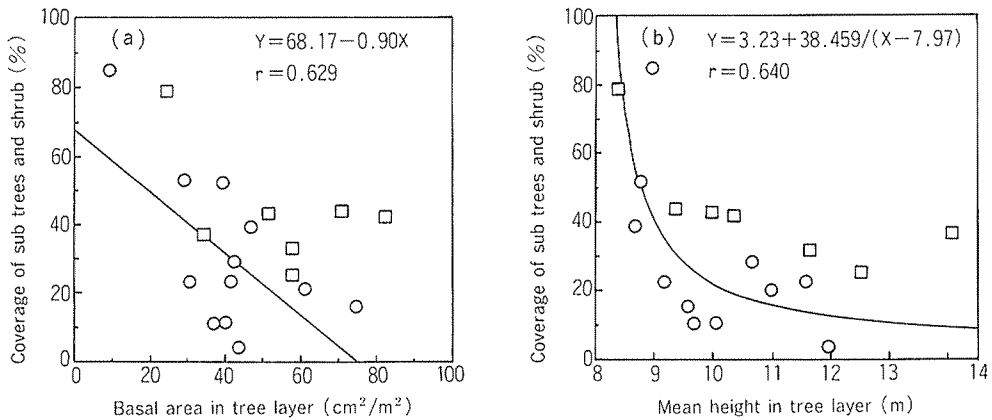 (a)
Y=68.17−0.90X
r=0.629
Coverage of sub trees and shrub (%)
100
80
60
40
20
0
0 20 40 60 80 100
Basal area in tree layer (cm²/m²)
(b)
Y=3.23+38.459/(X−7.97)
r=0.640
Coverage of sub trees and shrub (%)
100
80
60
40
20
0
8 8 9 10 11 12 13 14
Mean height in tree layer (m)